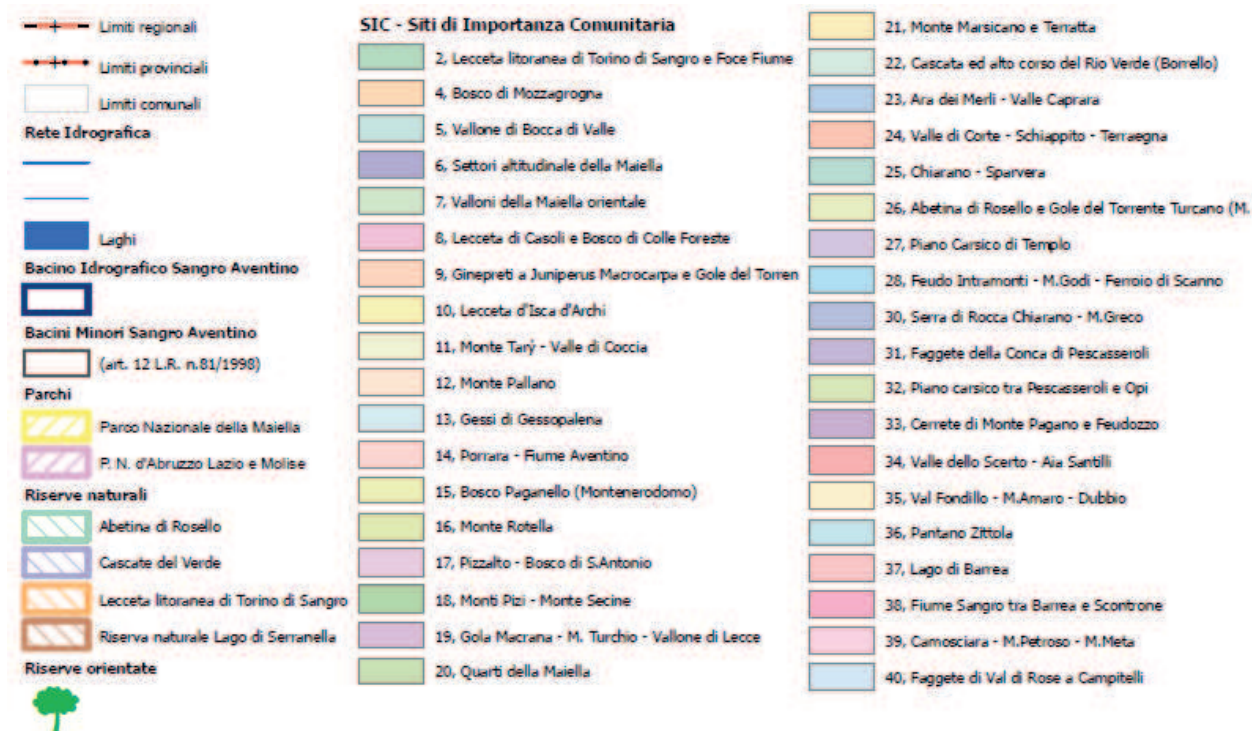 Limiti regionali
Limiti provinciali
Limiti comunali
Rete Idrografica
Laghi
Bacino Idrografico Sangro Aventino
Bacini Minori Sangro Aventino
(art. 12 L.R. n.81/1998)
Parchi
Parco Nazionale della Maiella
P. N. d'Abruzzo Lazio e Molise
Riserve naturali
Abetina di Rosello
Cascate del Verde
Lecceta litoranea di Torino di Sangro
Riserva naturale Lago di Serranella
Riserve orientate
SIC - Siti di Importanza Comunitaria
2, Lecceta litoranea di Torino di Sangro e Foce Fiume
4, Bosco di Mozzagrogna
5, Vallone di Bocca di Valle
6, Settori altitudinale della Maiella
7, Valloni della Maiella orientale
8, Lecceta di Casoli e Bosco di Colle Foreste
9, Ginepreti a Juniperus Macrocarpa e Gole del Torren
10, Lecceta d'Isca d'Archi
11, Monte Tarÿ - Valle di Coccia
12, Monte Pallano
13, Gessi di Gessopalena
14, Porrara - Fiume Aventino
15, Bosco Paganello (Montenerodomo)
16, Monte Rotella
17, Pizzalto - Bosco di S.Antonio
18, Monti Pizi - Monte Secine
19, Gola Macrana - M. Turchio - Vallone di Lecce
20, Quarti della Maiella
21, Monte Marsicano e Terratta
22, Cascata ed alto corso del Rio Verde (Borrello)
23, Ara dei Merli - Valle Caprara
24, Valle di Corte - Schiappito - Terraegna
25, Chiarano - Sparvera
26, Abetina di Rosello e Gole del Torrente Turcano (M.
27, Piano Carsico di Templo
28, Feudo Intramonti - M.Godi - Ferroio di Scanno
30, Serra di Rocca Chiarano - M.Greco
31, Faggete della Conca di Pescasseroli
32, Piano carsico tra Pescasseroli e Opi
33, Cerrete di Monte Pagano e Feudozzo
34, Valle dello Scerto - Aia Santilli
35, Val Fondillo - M.Amaro - Dubbio
36, Pantano Zittola
37, Lago di Barrea
38, Fiume Sangro tra Barrea e Scontrone
39, Camosciara - M.Petroso - M.Meta
40, Faggete di Val di Rose a Campitelli